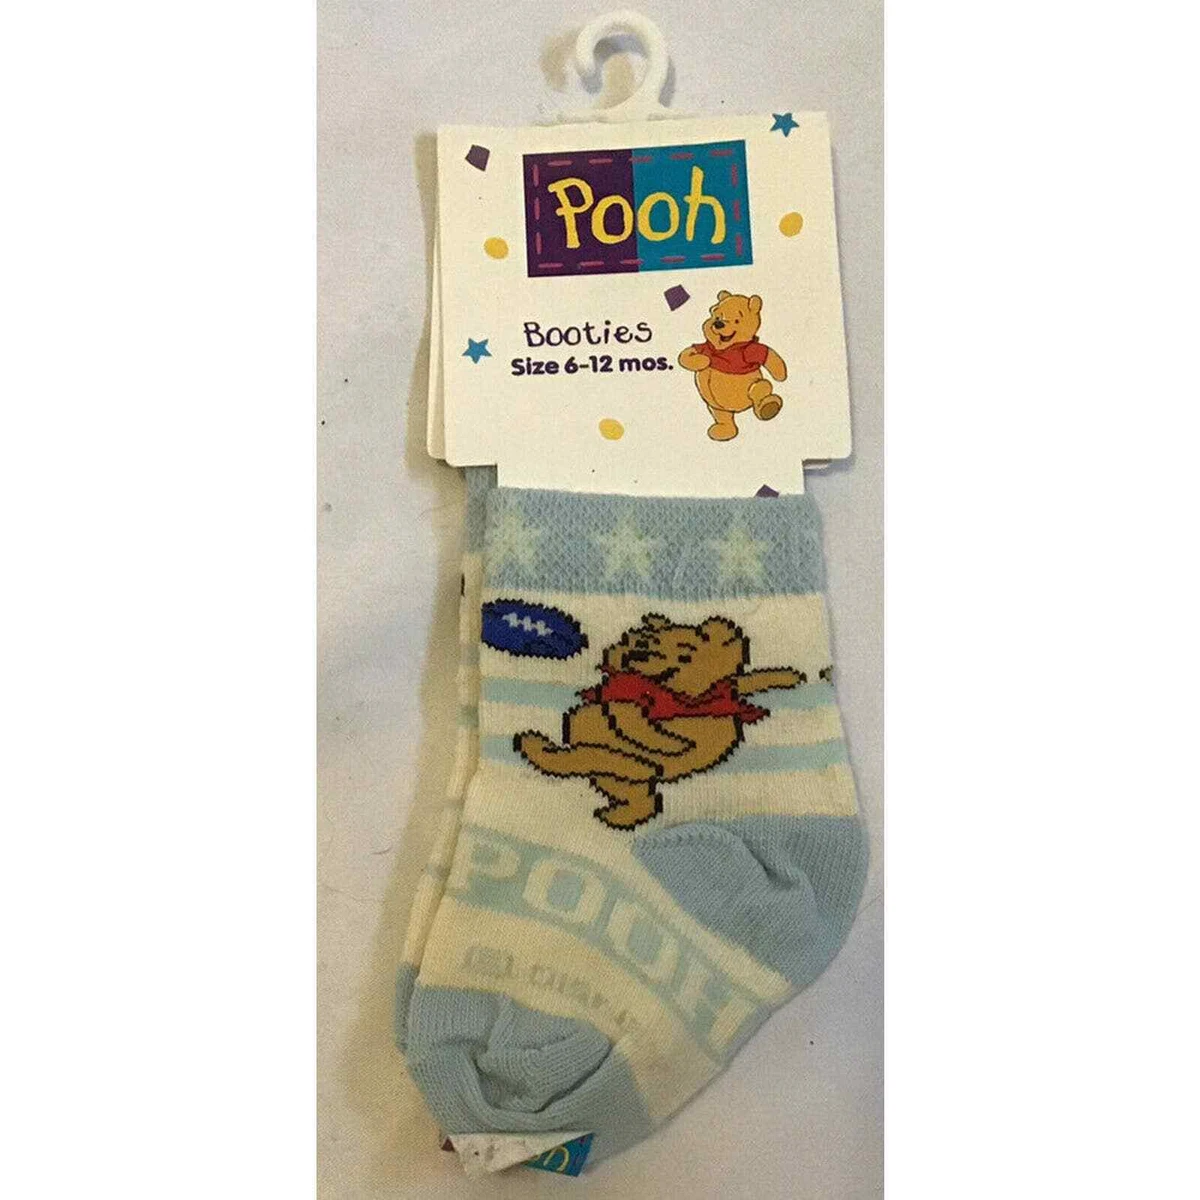 Pooh
Booties
Size 6-12 mos.
POOH